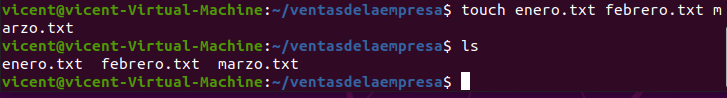 vicent@vicent-Virtual-Machine:~/ventasdelaempresa$ touch enero.txt febrero.txt m
arzo.txt
vicent@vicent-Virtual-Machine:~/ventasdelaempresa$ ls
enero.txt  febrero.txt  marzo.txt
vicent@vicent-Virtual-Machine:~/ventasdelaempresa$